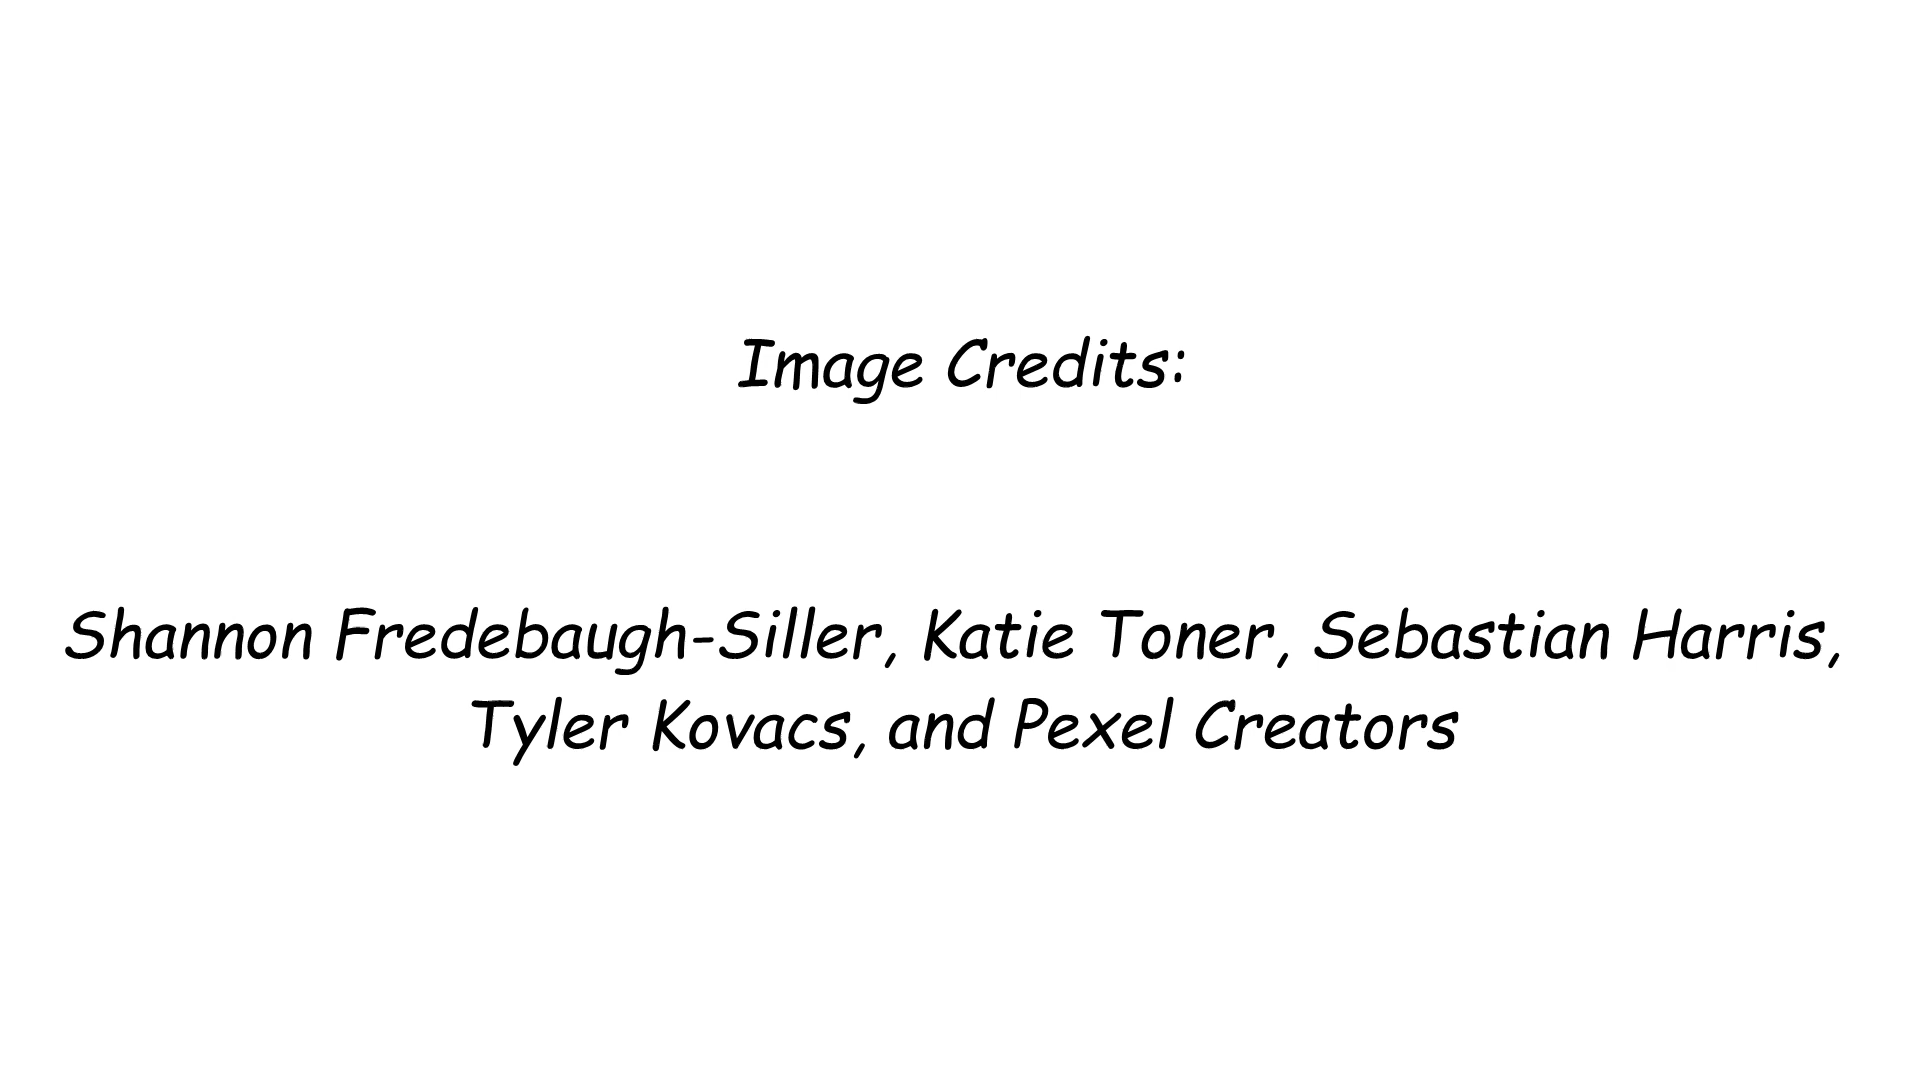 Image Credits:
Shannon Fredebaugh-Siller, Katie Toner, Sebastian Harris,
Tyler Kovacs, and Pexel Creators